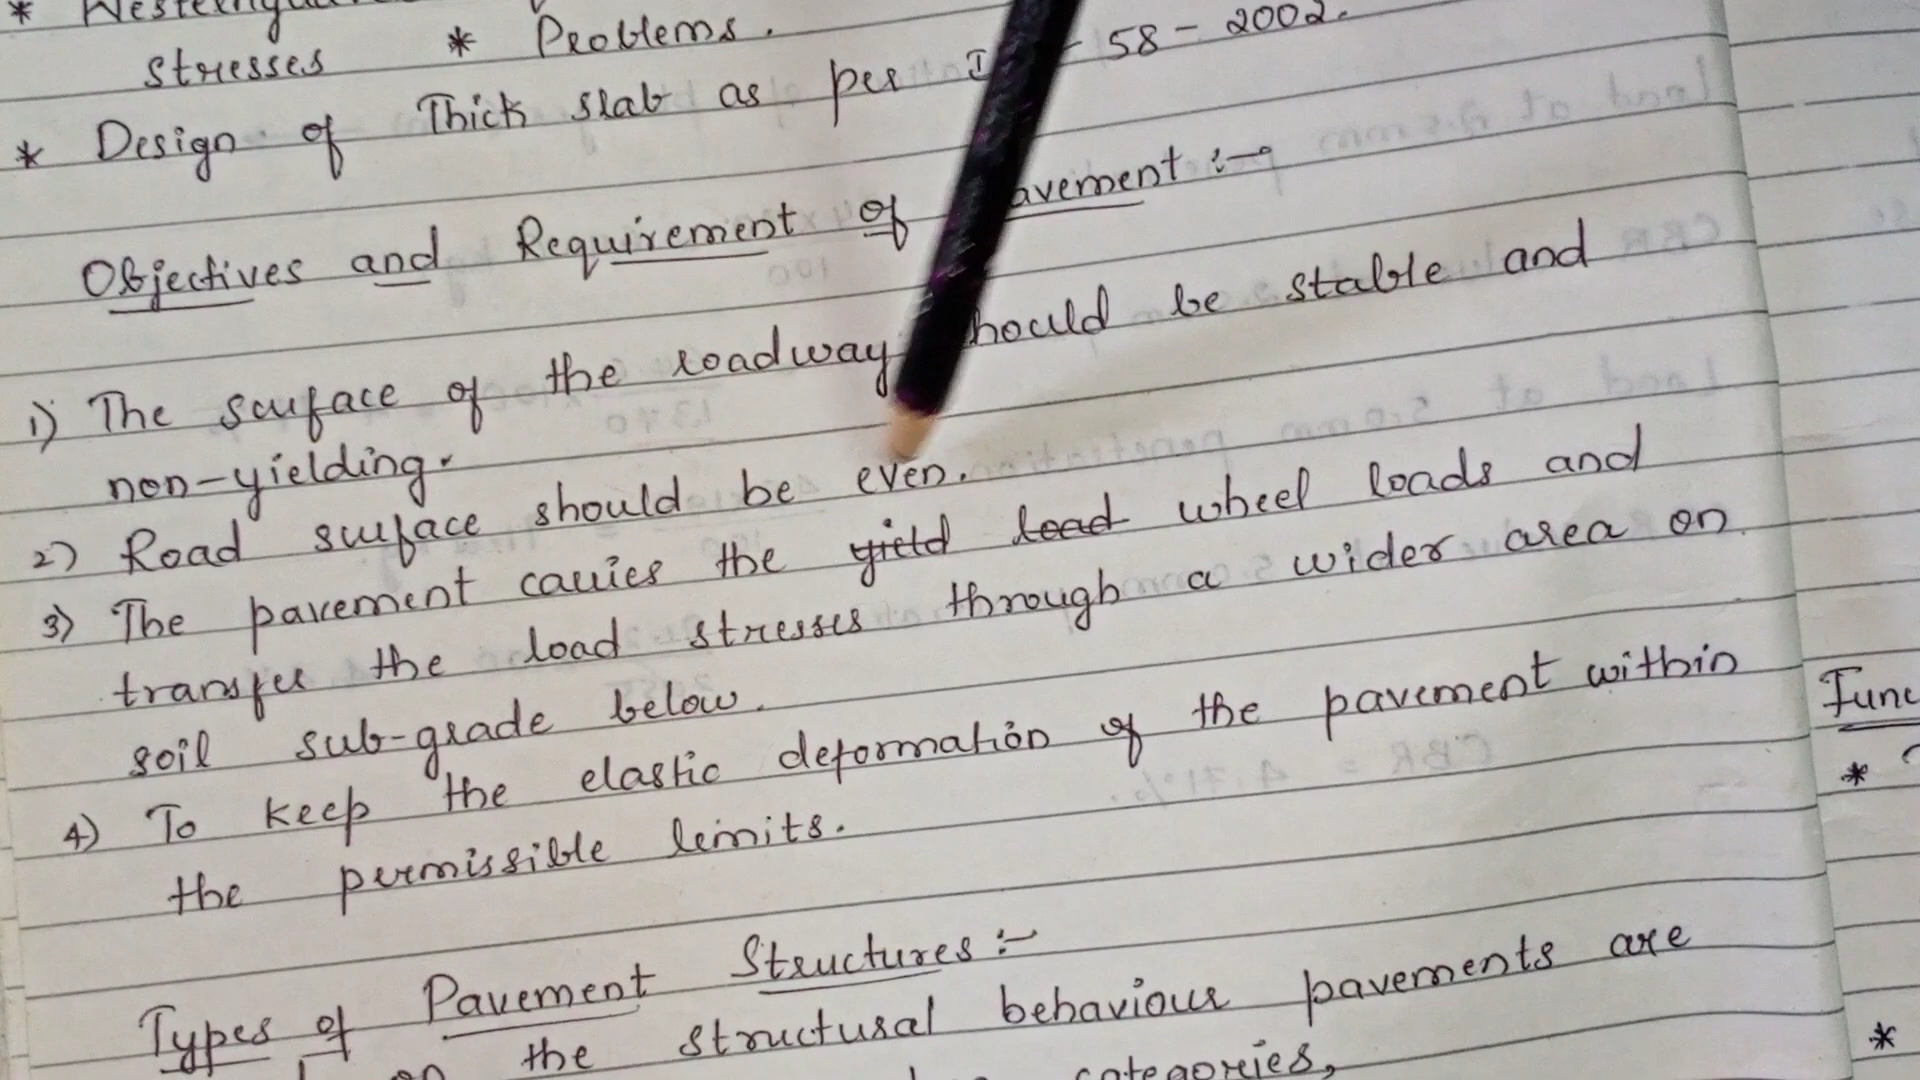 * Westergua
stresses * Problems.
* Design of Thick slab as per I - 58 - 2002.
Objectives and Requirement of avement :-
1) The surface of the roadway hould be stable and
non-yielding.
2) Road surface should be even.
3) The pavement carries the yield load wheel loads and
transfer the load stresses through a wider area on
soil sub-grade below.
4) To keep the elastic deformation of the pavement within
the permissible limits.
Types of Pavement Structures :-
on the structural behaviour pavements are
categories,
Func
*
*